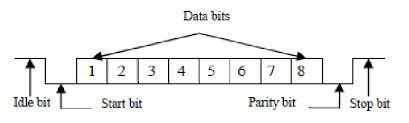 Data bits
1 2 3 4 5 6 7 8
Idle bit Start bit Parity bit Stop bit